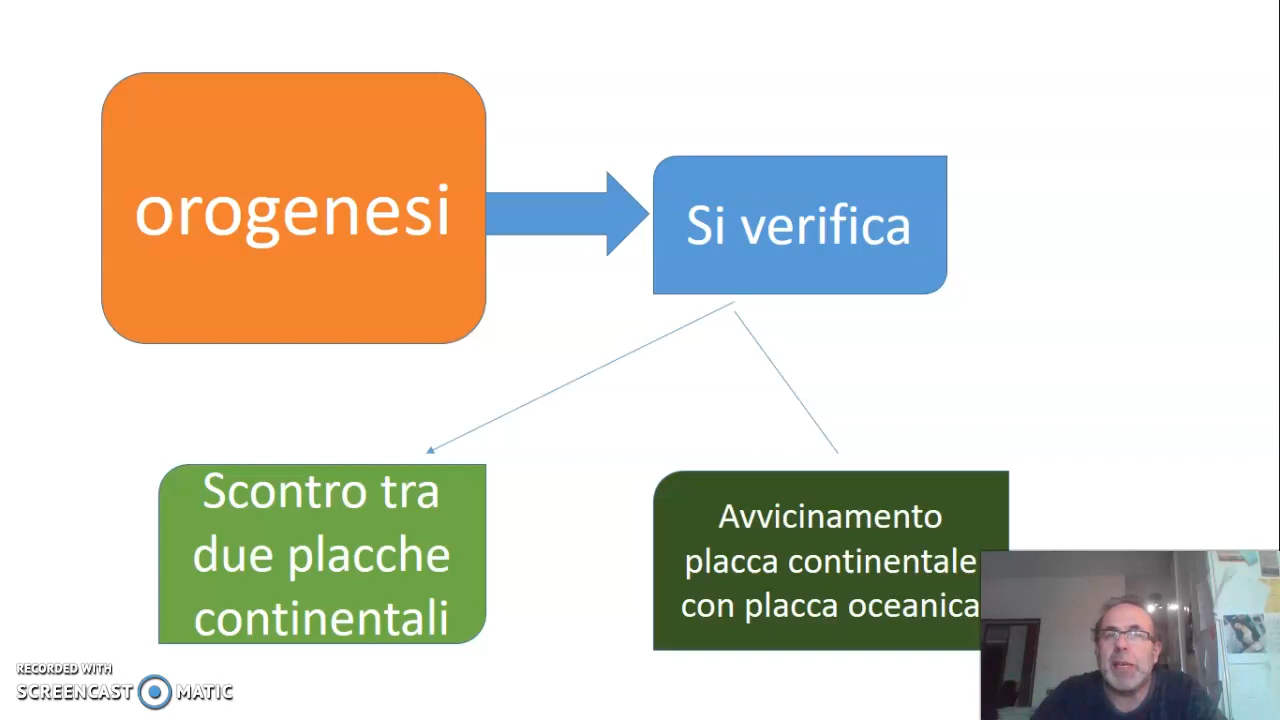 orogenesi
Si verifica
Scontro tra
due placche
continentali
Avvicinamento
placca continentale
con placca oceanica
RECORDED WITH
SCREENCAST MATIC